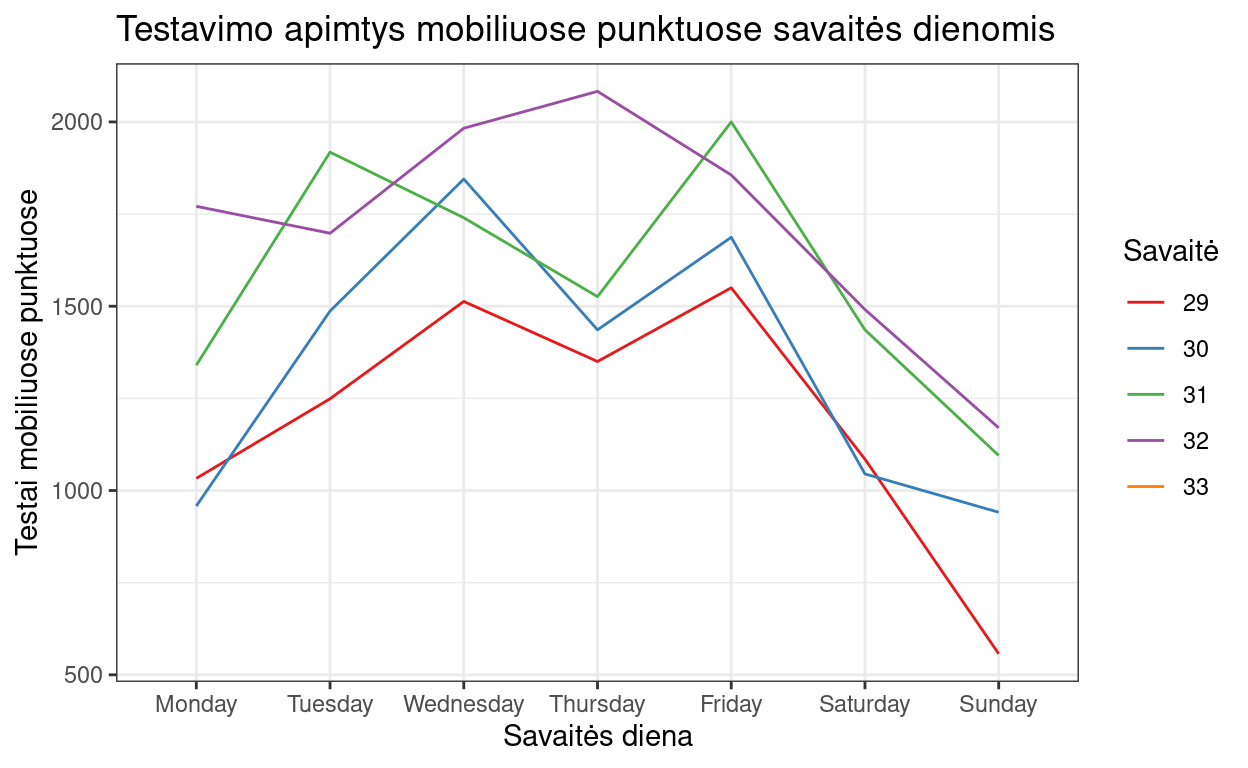 Testavimo apimtys mobiliuose punktuose savaitės dienomis
Testai mobiliuose punktuose
2000
1500
1000
500
Monday Tuesday Wednesday Thursday Friday Saturday Sunday
Savaitės diena
Savaitė
29
30
31
32
33